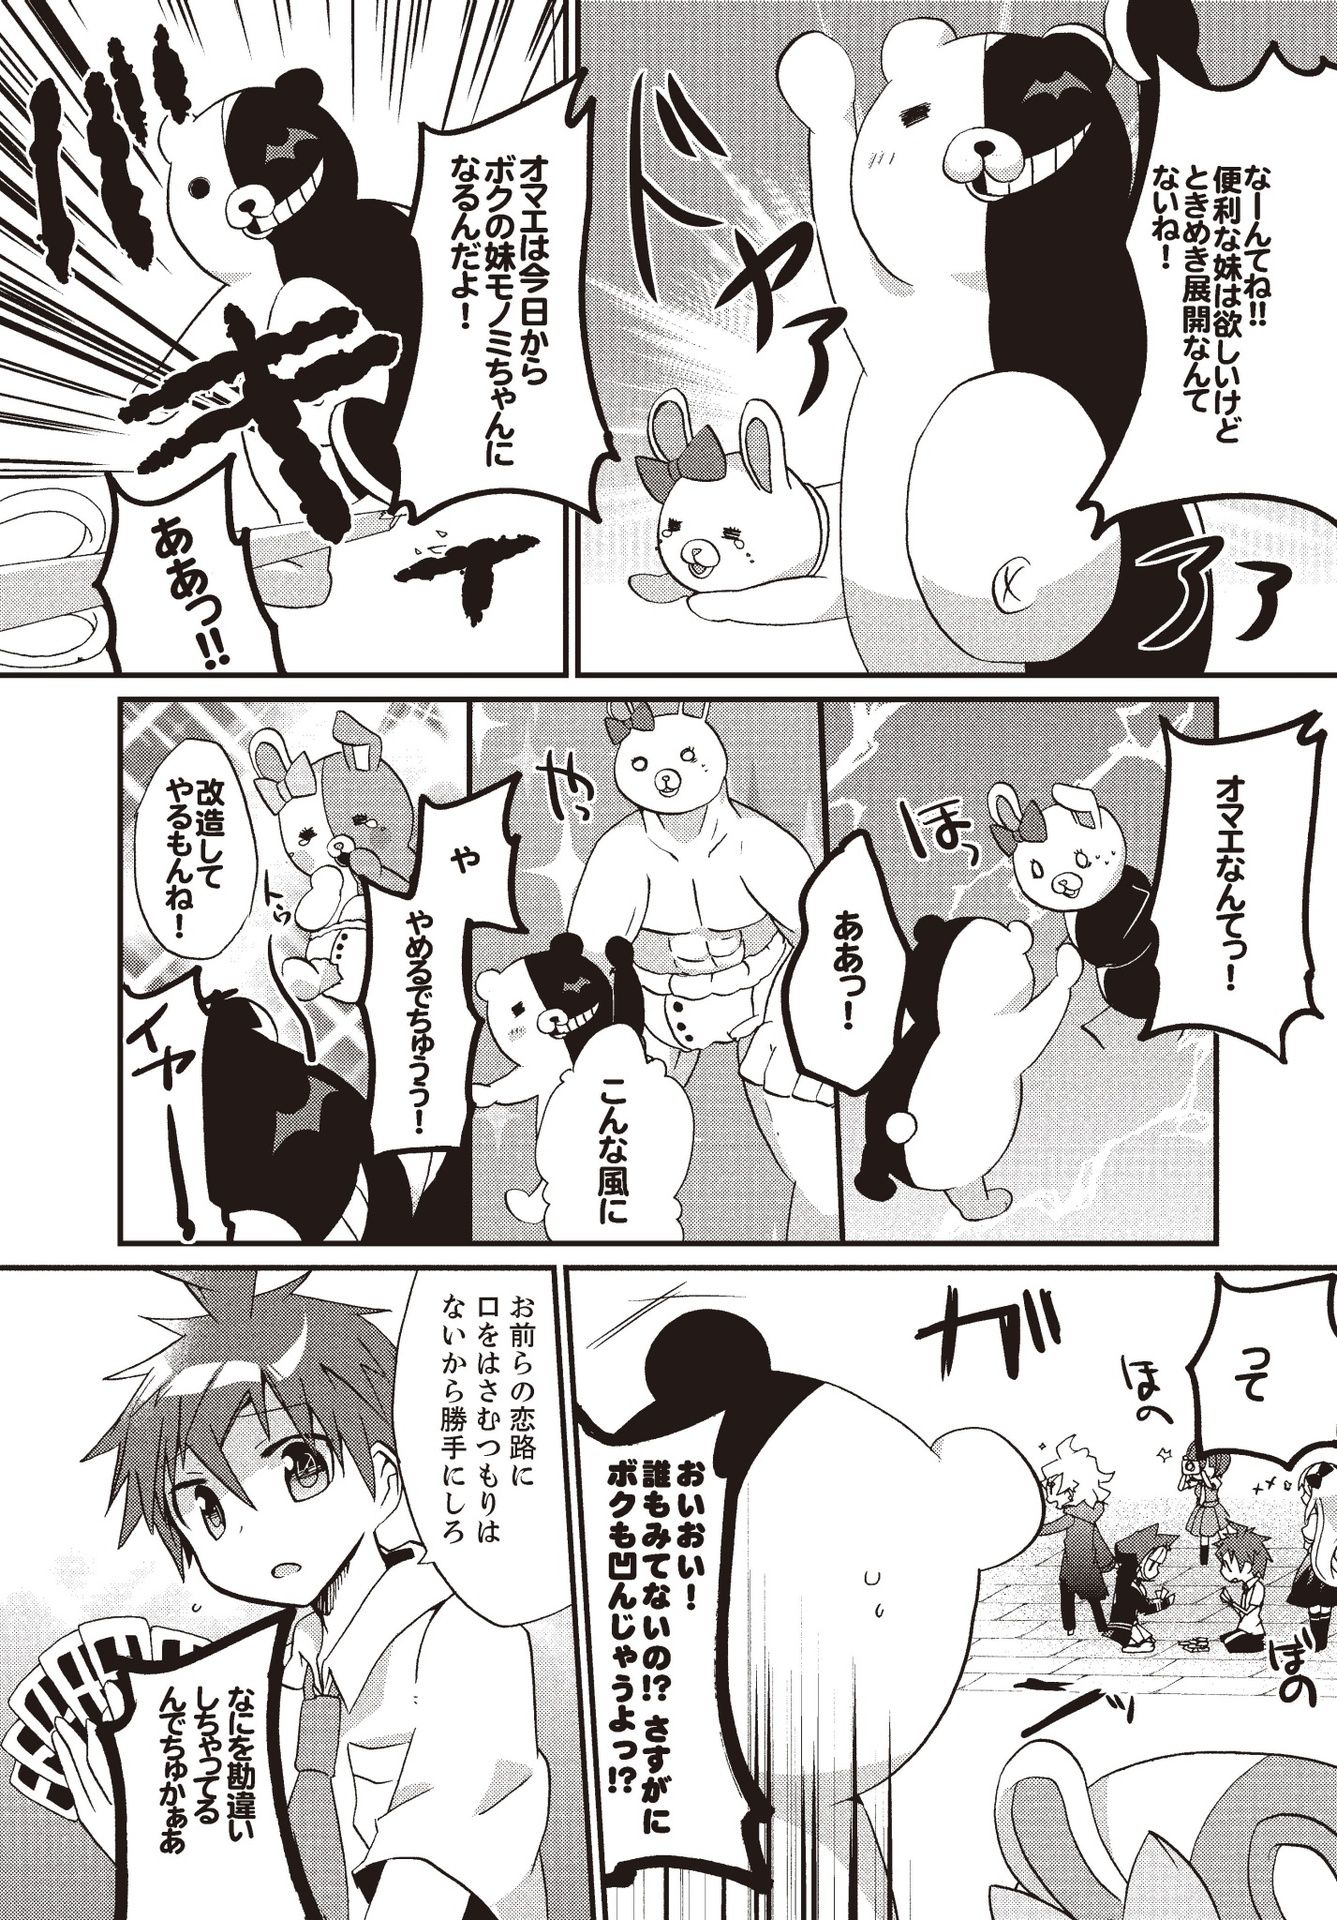 なーんてね!!
便利な妹は欲しいけど
ときめき展開なんて
ないね!
ドヤァァァ
オマエは今日から
ボクの妹モノミちゃんに
なるんだよ!
ああっ!!
オマエなんてっ!
ほっ
ああっ!
やっ
こんな風に
や
やめるでちゅうう!
改造して
やるもんね!
イヤーー!
って
ほの
ぼの
ガ
ーン
おいおい!
誰もみてないの!?さすがに
ボクも凹んじゃうよっ!?
お前らの恋路に
口をはさむつもりは
ないから勝手にしろ
なにを勘違い
しちゃってる
んでちゅかぁあ